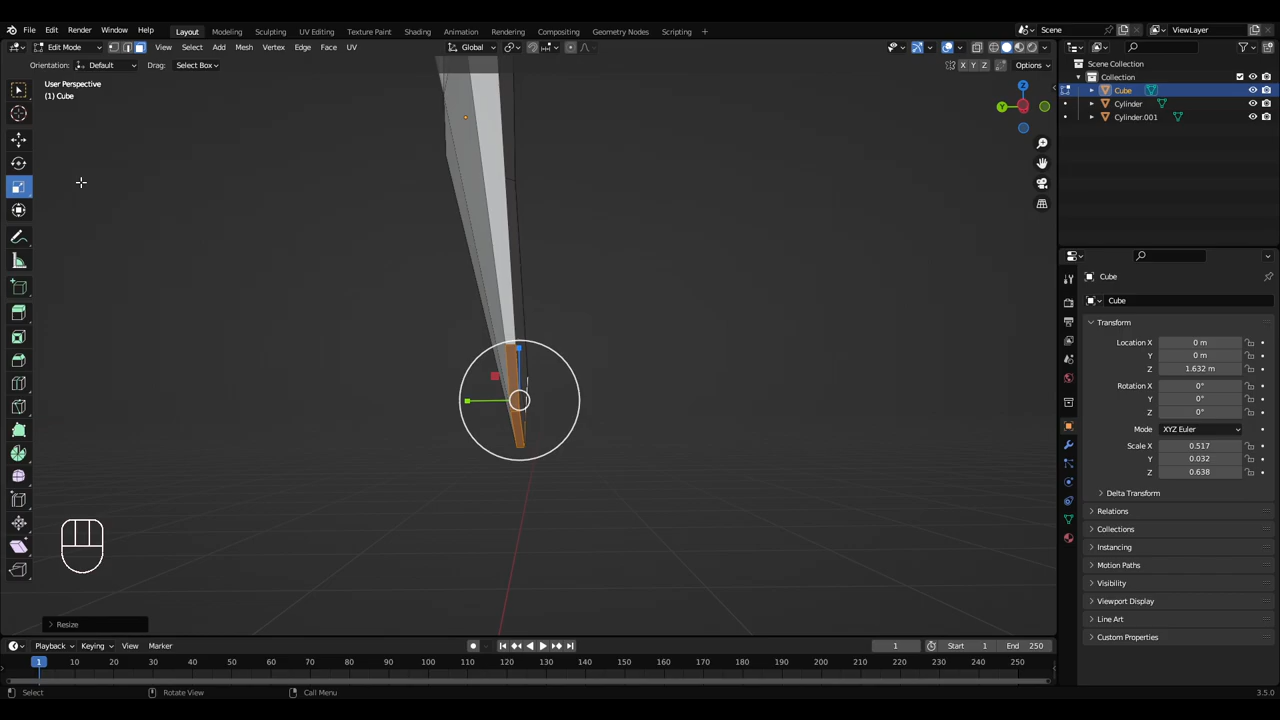 File Edit Render Window Help Layout Modeling Sculpting UV Editing Texture Paint Shading Animation Rendering Compositing Geometry Nodes Scripting + Scene ViewLayer
Edit Mode View Select Add Mesh Vertex Edge Face UV Global
Orientation: Default Drag: Select Box X Y Z Options
User Perspective
(1) Cube
Z
Y
Scene Collection
Collection
Cube
Cylinder
Cylinder.001
Cube
Cube
Transform
Location X 0 m
Y 0 m
Z 1.632 m
Rotation X 0°
Y 0°
Z 0°
Mode XYZ Euler
Scale X 0.517
Y 0.032
Z 0.638
Delta Transform
Relations
Collections
Instancing
Motion Paths
Visibility
Viewport Display
Line Art
Custom Properties
Resize
Playback Keying View Marker 1 Start 1 End 250
1 10 20 30 40 50 60 70 80 90 100 110 120 130 140 150 160 170 180 190 200 210 220 230 240 250
Select Rotate View Call Menu 3.5.0